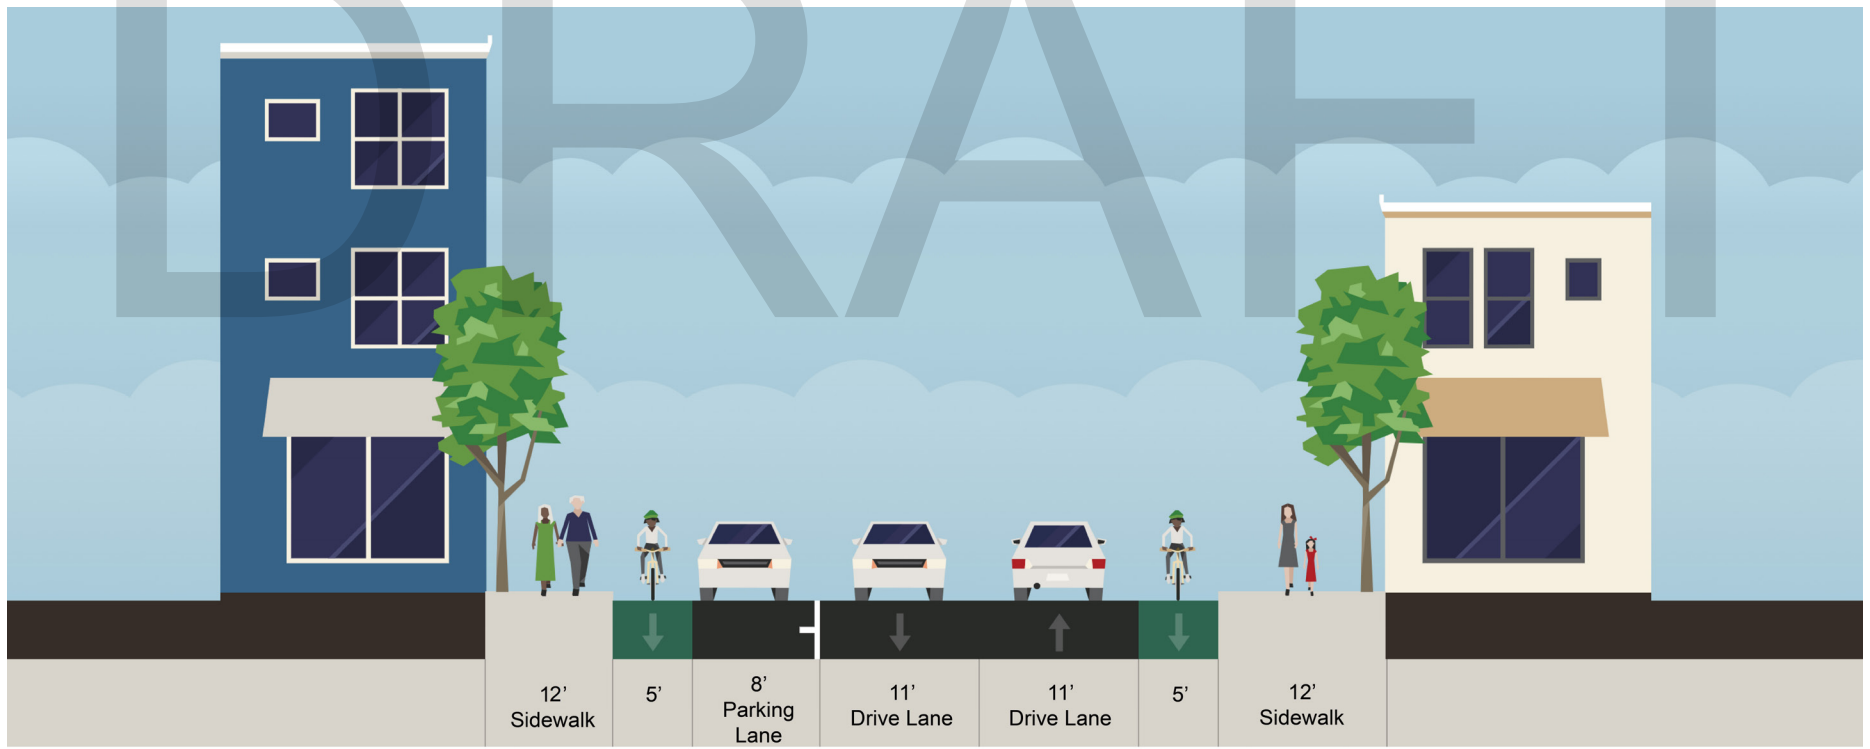 DRAFT
12’
Sidewalk
5’
8’
Parking
Lane
11’
Drive Lane
11’
Drive Lane
5’
12’
Sidewalk